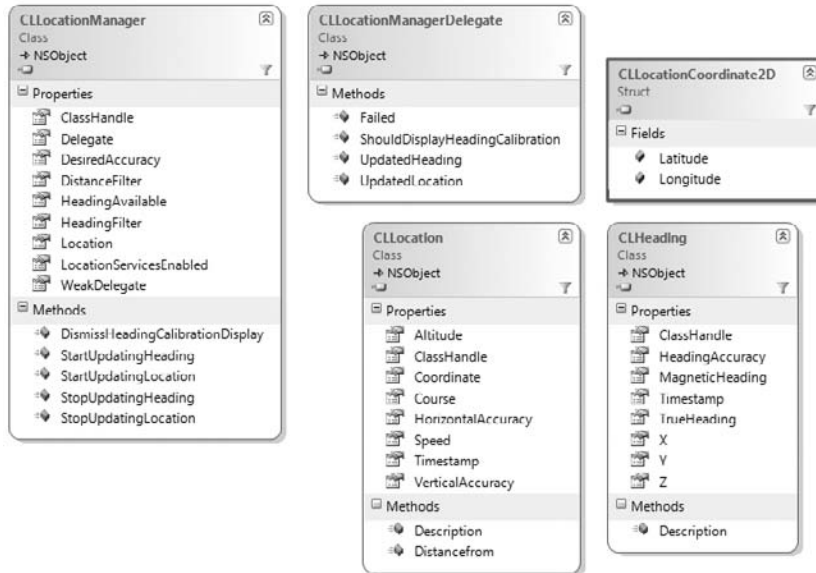 CLLocationManager
Class
NSObject
Properties
ClassHandle
Delegate
DesiredAccuracy
DistanceFilter
HeadingAvailable
HeadingFilter
Location
LocationServicesEnabled
WeakDelegate
Methods
DismissHeadingCalibrationDisplay
StartUpdatingHeading
StartUpdatingLocation
StopUpdatingHeading
StopUpdatingLocation
CLLocationManagerDelegate
Class
NSObject
Methods
Failed
ShouldDisplayHeadingCalibration
UpdatedHeading
UpdatedLocation
CLLocationCoordinate2D
Struct
Fields
Latitude
Longitude
CLLocation
Class
NSObject
Properties
Altitude
ClassHandle
Coordinate
Course
HorizontalAccuracy
Speed
Timestamp
VerticalAccuracy
Methods
Description
Distancefrom
CLHeading
Class
NSObject
Properties
ClassHandle
HeadingAccuracy
MagneticHeading
Timestamp
TrueHeading
X
Y
Z
Methods
Description